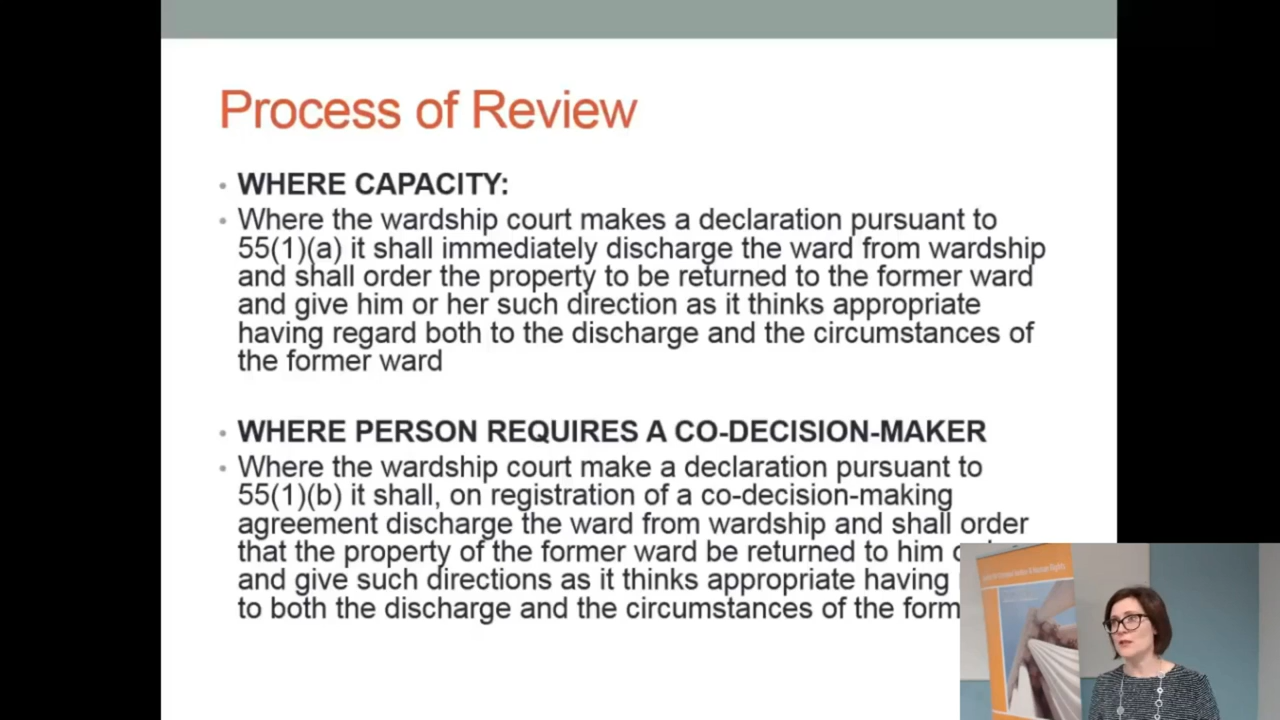 Process of Review
• WHERE CAPACITY:
• Where the wardship court makes a declaration pursuant to
55(1)(a) it shall immediately discharge the ward from wardship
and shall order the property to be returned to the former ward
and give him or her such direction as it thinks appropriate
having regard both to the discharge and the circumstances of
the former ward
• WHERE PERSON REQUIRES A CO-DECISION-MAKER
• Where the wardship court make a declaration pursuant to
55(1)(b) it shall, on registration of a co-decision-making
agreement discharge the ward from wardship and shall order
that the property of the former ward be returned to him
and give such directions as it thinks appropriate having
to both the discharge and the circumstances of the form
Human Rights